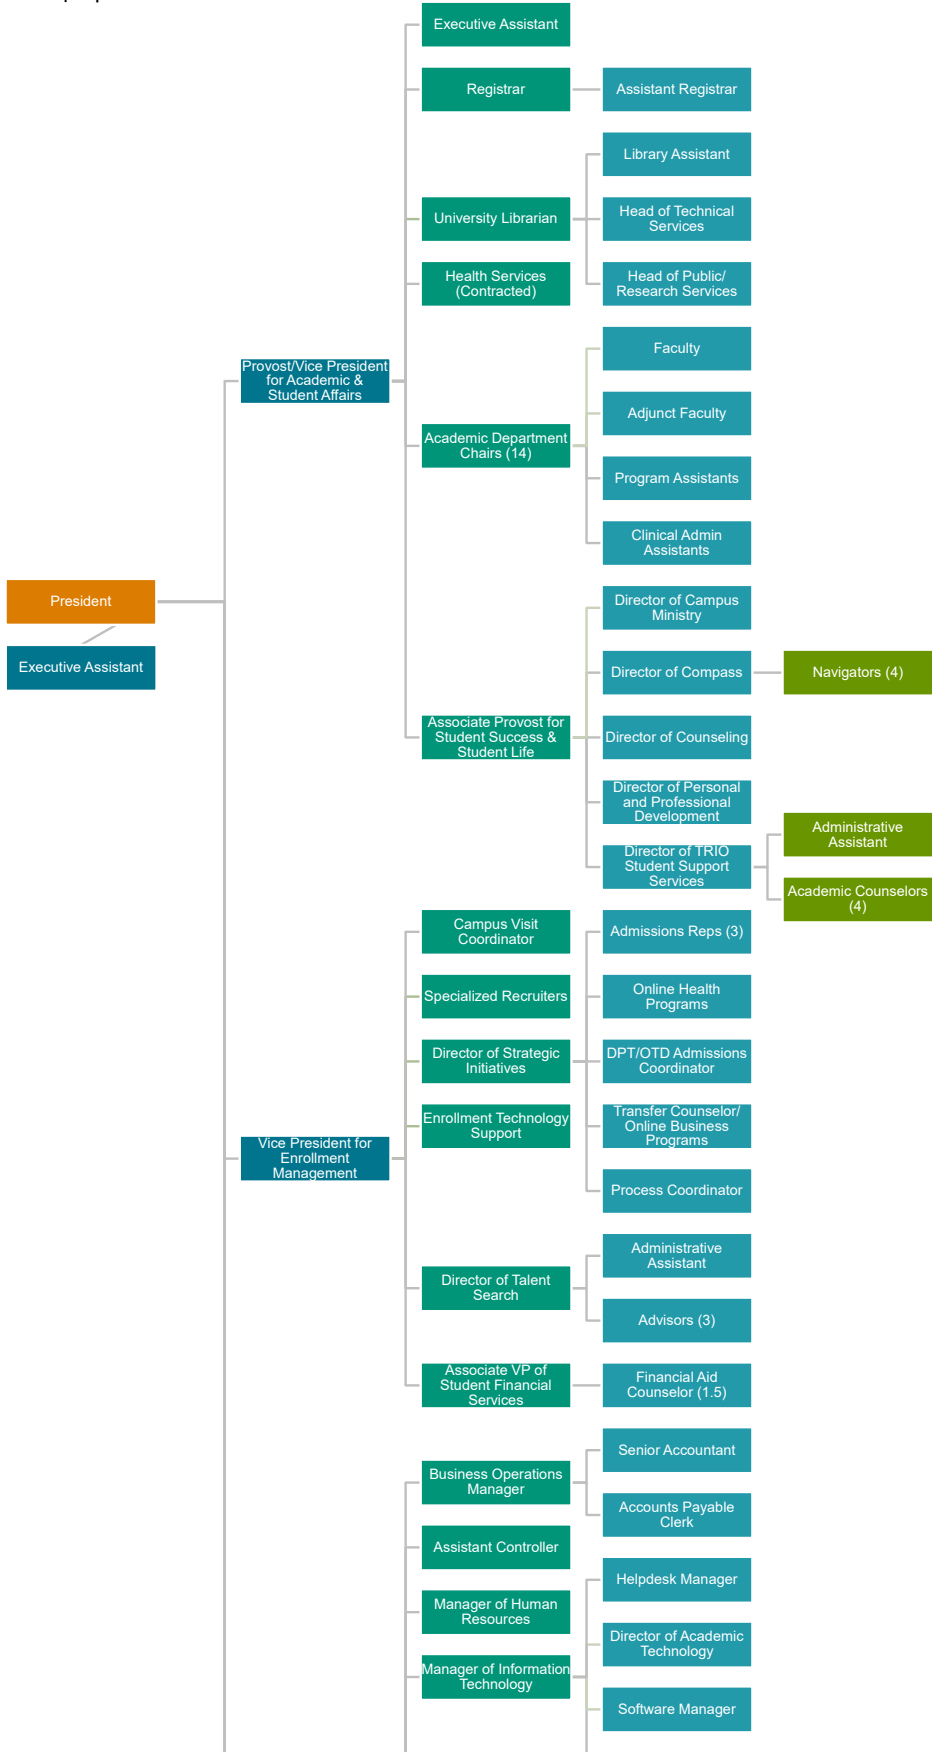 Executive Assistant
Registrar
Assistant Registrar
Library Assistant
University Librarian
Head of Technical
Services
Health Services
(Contracted)
Head of Public/
Research Services
Faculty
Provost/Vice President
for Academic &
Student Affairs
Adjunct Faculty
Academic Department
Chairs (14)
Program Assistants
Clinical Admin
Assistants
President
Director of Campus
Ministry
Executive Assistant
Director of Compass
Navigators (4)
Associate Provost for
Student Success &
Student Life
Director of Counseling
Director of Personal
and Professional
Development
Administrative
Assistant
Director of TRIO
Student Support
Services
Academic Counselors
(4)
Campus Visit
Coordinator
Admissions Reps (3)
Specialized Recruiters
Online Health
Programs
Director of Strategic
Initiatives
DPT/OTD Admissions
Coordinator
Enrollment Technology
Support
Transfer Counselor/
Online Business
Programs
Vice President for
Enrollment
Management
Process Coordinator
Administrative
Assistant
Director of Talent
Search
Advisors (3)
Associate VP of
Student Financial
Services
Financial Aid
Counselor (1.5)
Senior Accountant
Business Operations
Manager
Accounts Payable
Clerk
Assistant Controller
Helpdesk Manager
Manager of Human
Resources
Director of Academic
Technology
Manager of Information
Technology
Software Manager